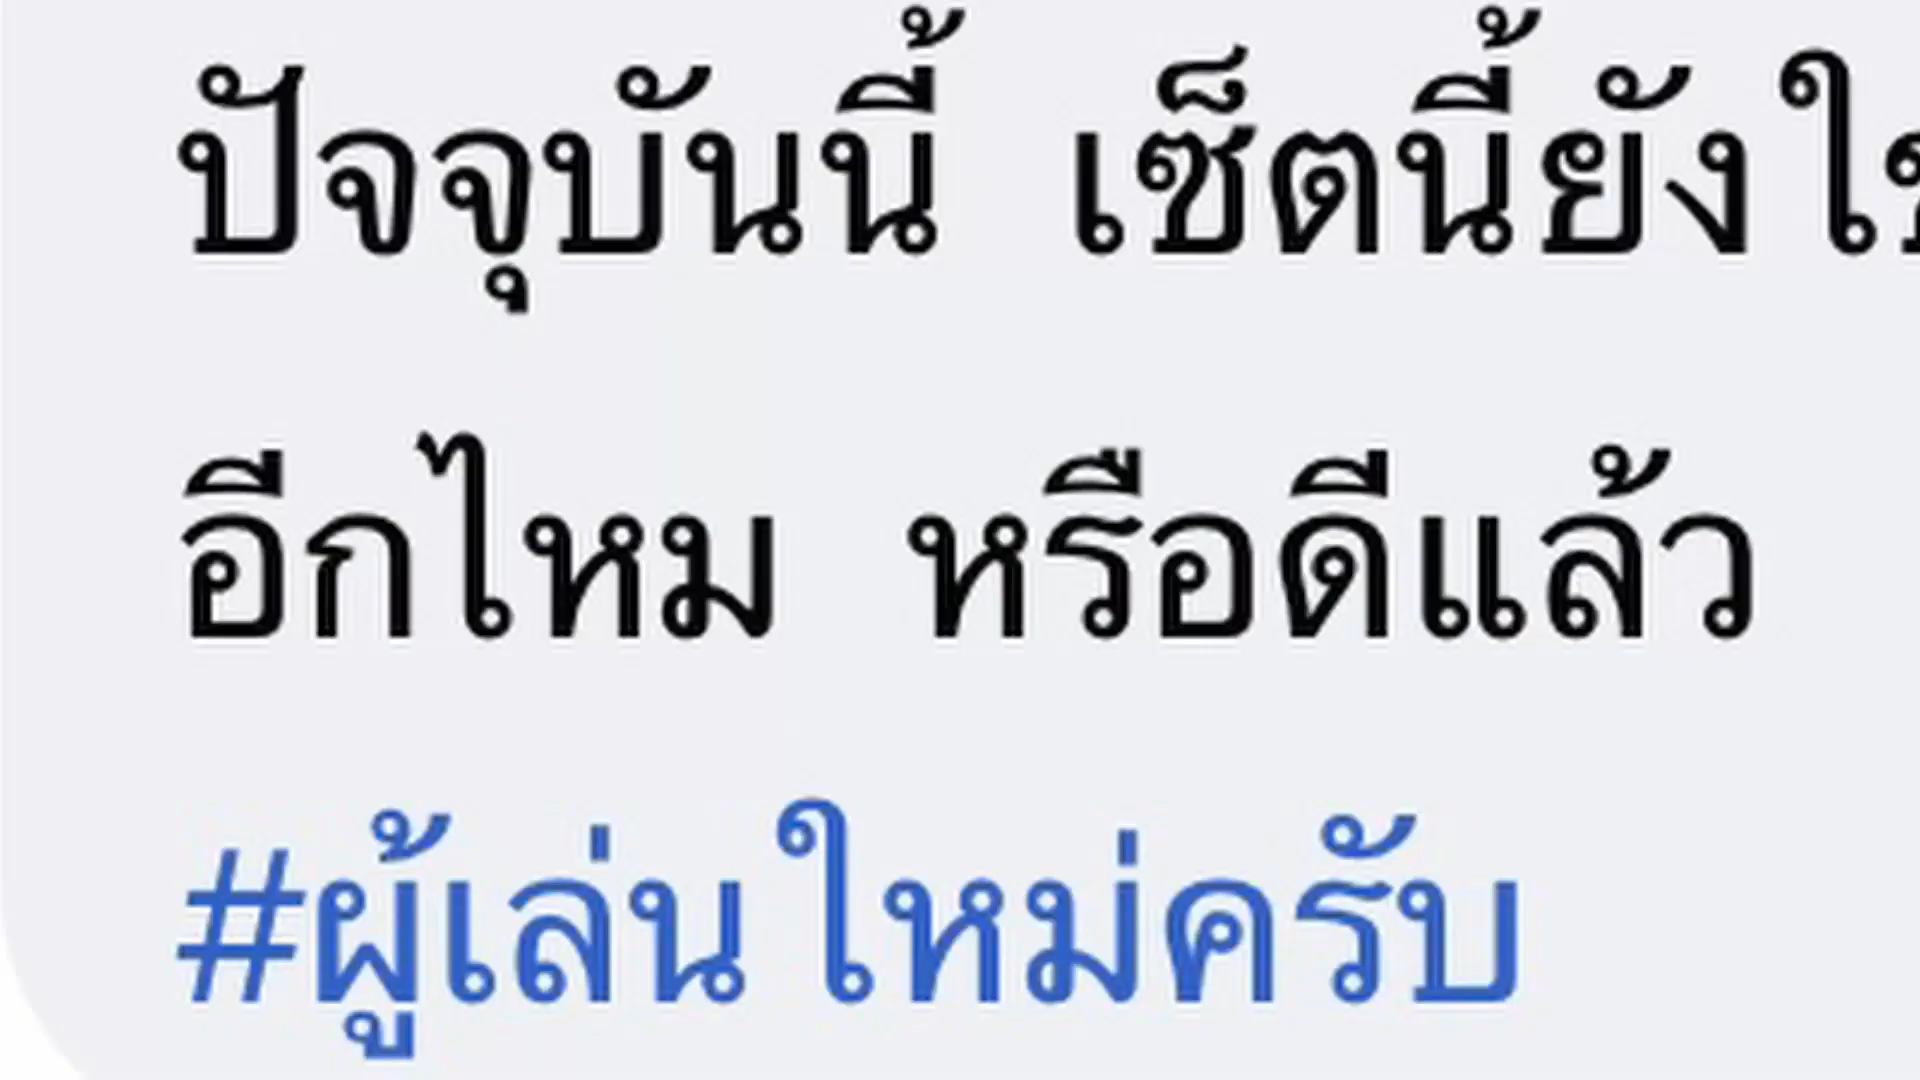 ปัจจุบันนี้ เซ็ตนี้ยัง
อีกไหม หรือดีแล้ว
#ผู้เล่นใหม่ครับ